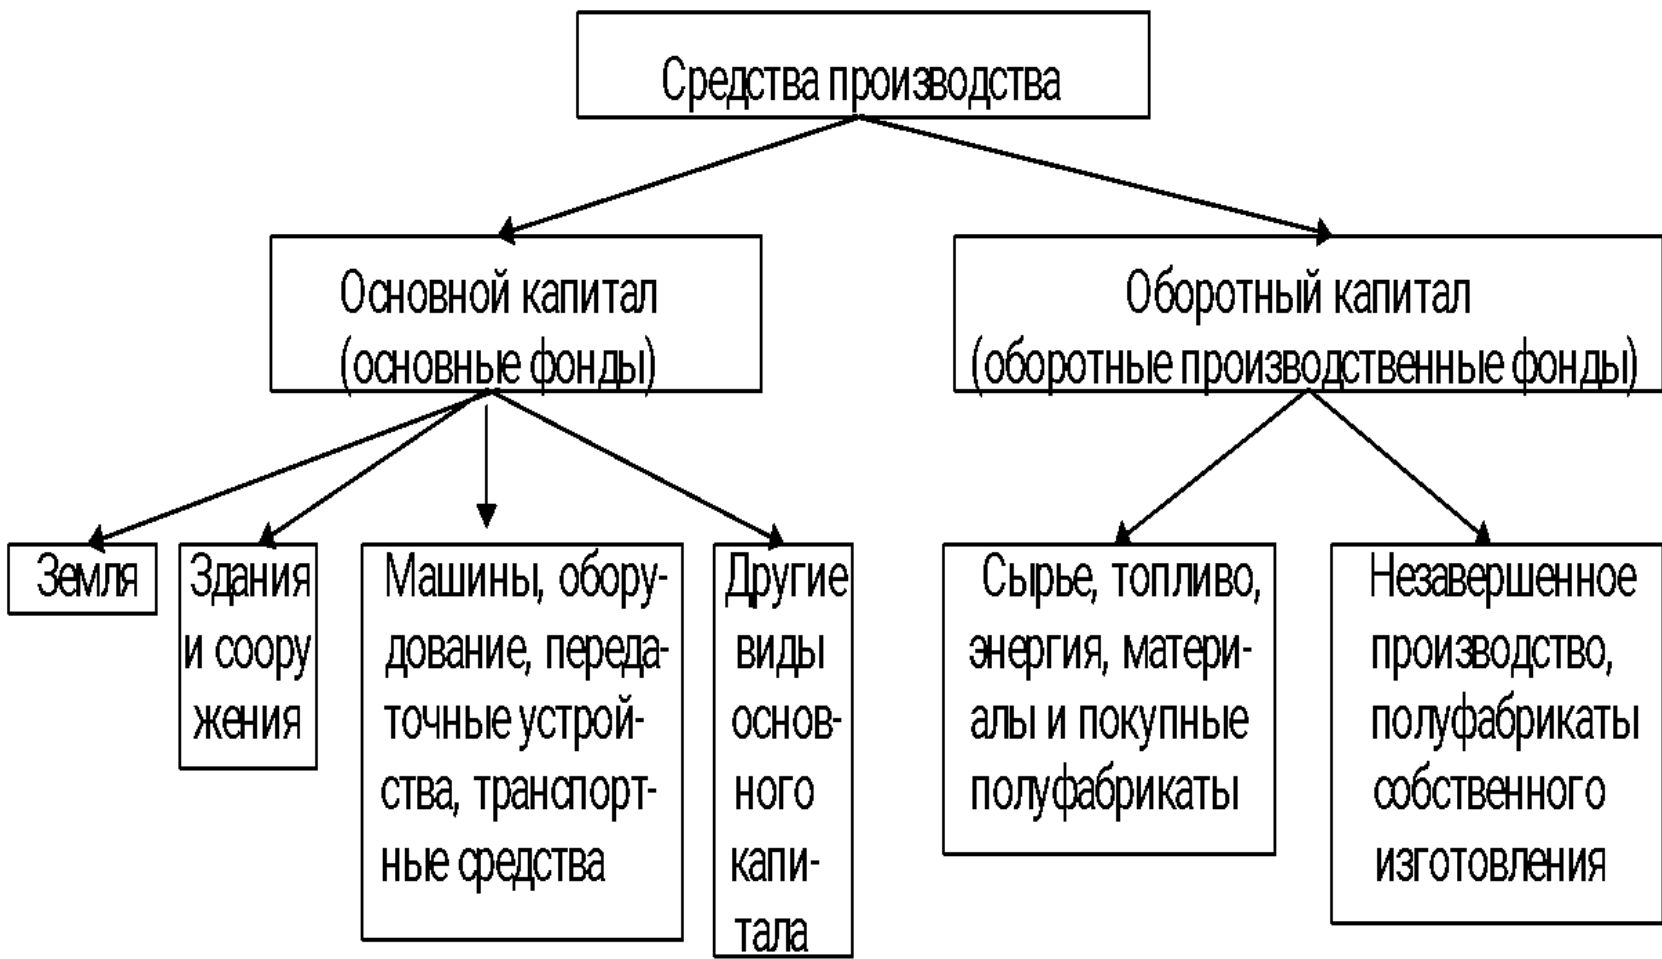 Средства производства
Основной капитал
(основные фонды)
Оборотный капитал
(оборотные производственные фонды)
Земля
Здания
и соору
жения
Машины, обору-
дование, переда-
точные устрой-
ства, транспорт-
ные средства
Другие
виды
основ-
ного
капи-
тала
Сырье, топливо,
энергия, матери-
алы и покупные
полуфабрикаты
Незавершенное
производство,
полуфабрикаты
собственного
изготовления